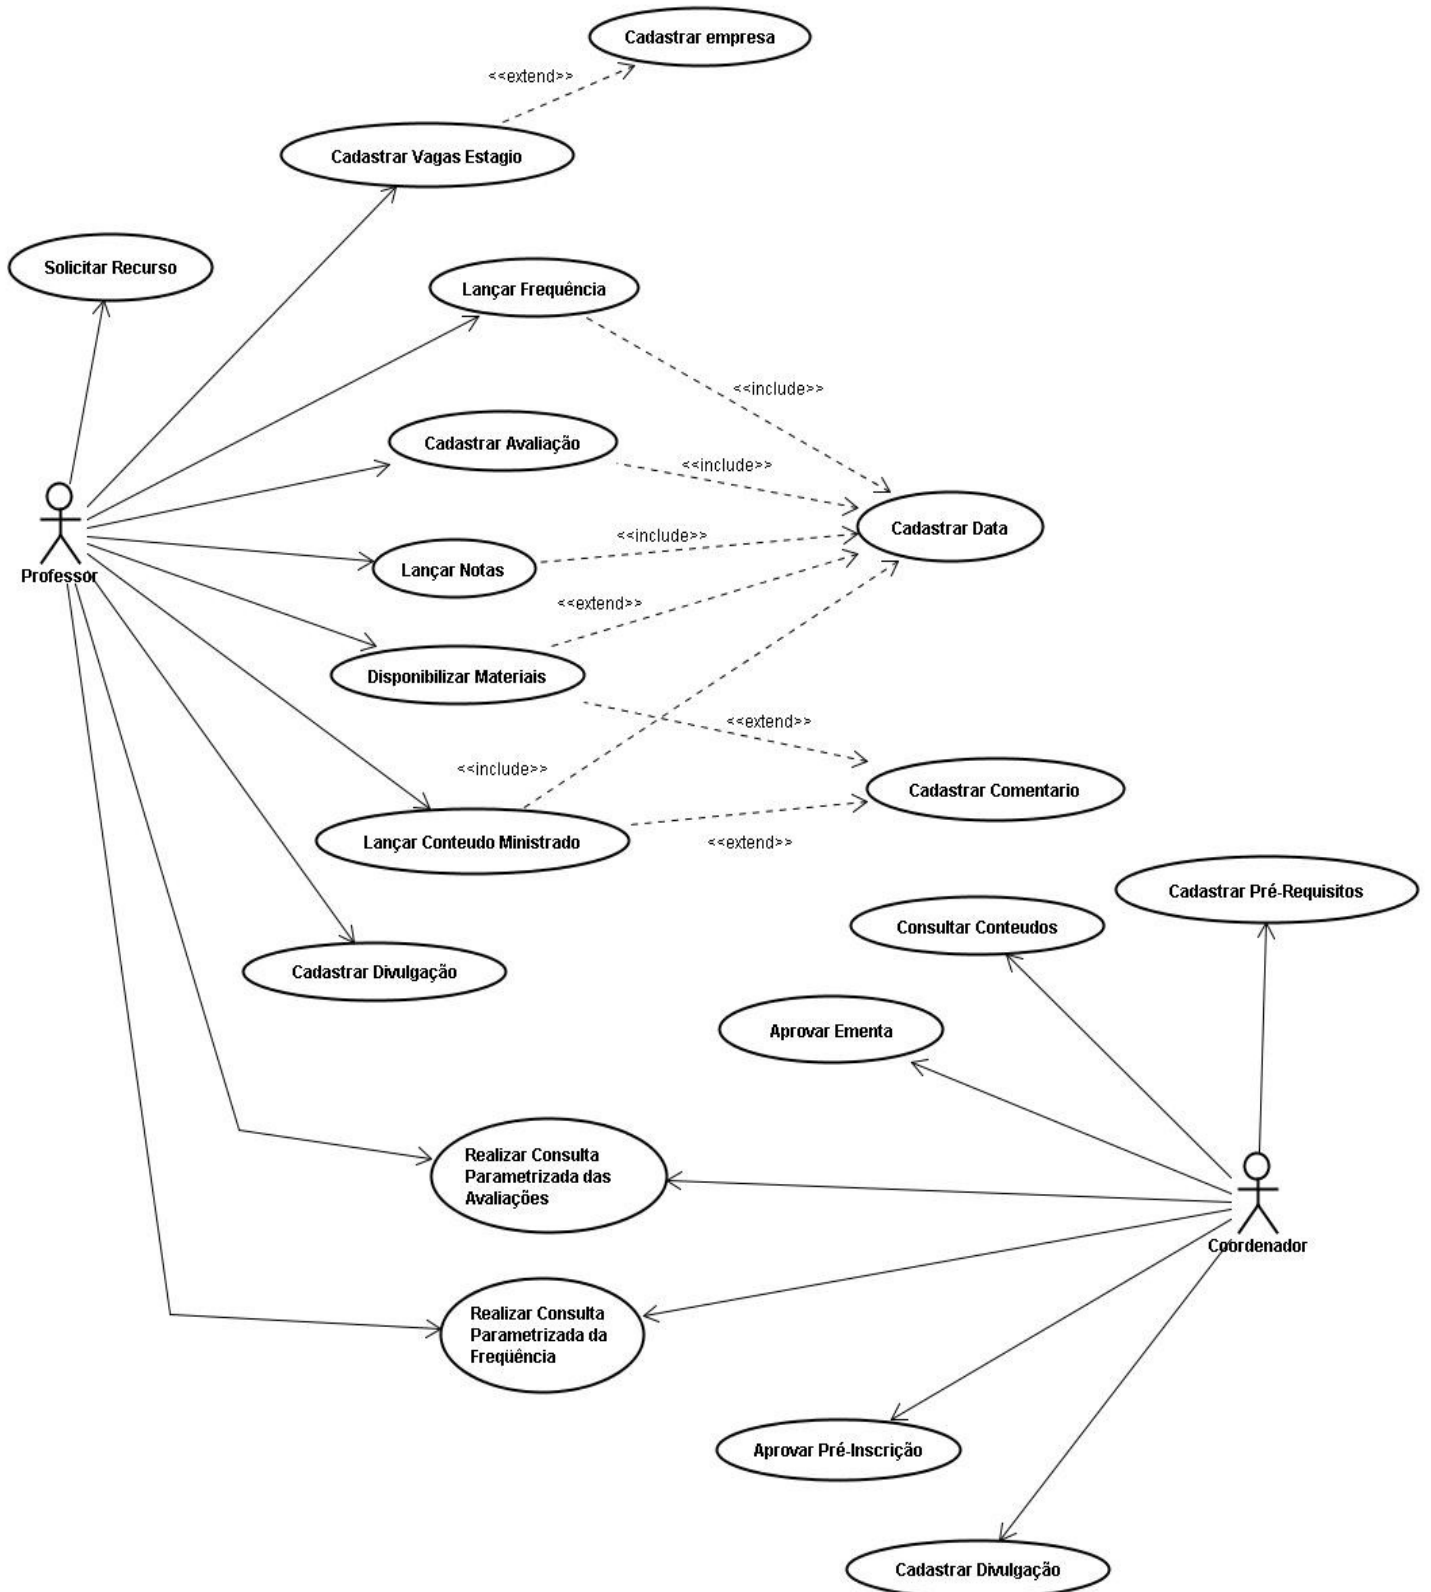 Cadastrar empresa
<<extend>>
Cadastrar Vagas Estagio
Solicitar Recurso
Lançar Frequência
<<include>>
Cadastrar Avaliação
<<include>>
Cadastrar Data
<<include>>
Lançar Notas
Professor
<<extend>>
Disponibilizar Materiais
<<extend>>
<<include>>
Cadastrar Comentario
Lançar Conteudo Ministrado
<<extend>>
Cadastrar Pré-Requisitos
Consultar Conteudos
Cadastrar Divulgação
Aprovar Ementa
Realizar Consulta
Parametrizada das
Avaliações
Coordenador
Realizar Consulta
Parametrizada da
Freqüência
Aprovar Pré-Inscrição
Cadastrar Divulgação